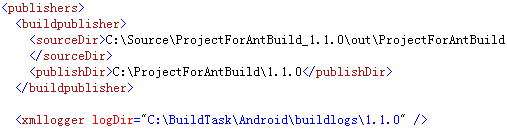 <publishers>
<buildpublisher>
<sourceDir>C:\Source\ProjectForAntBuild_1.1.0\out\ProjectForAntBuild
</sourceDir>
<publishDir>C:\ProjectForAntBuild\1.1.0</publishDir>
</buildpublisher>
<xmllogger logDir="C:\BuildTask\Android\buildlogs\1.1.0" />